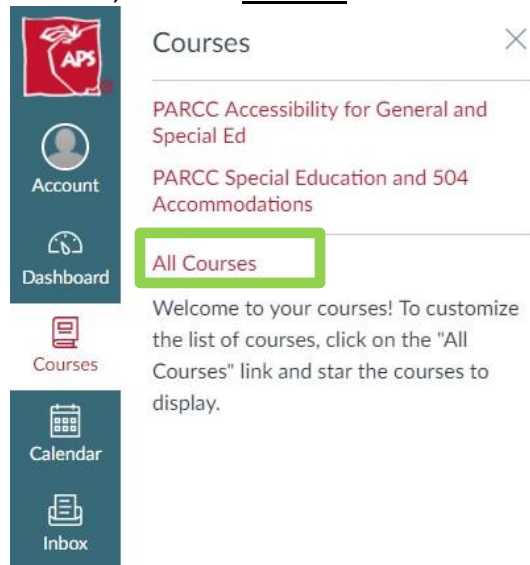 APS
Account
Dashboard
Courses
Calendar
Inbox
Courses
PARCC Accessibility for General and
Special Ed
PARCC Special Education and 504
Accommodations
All Courses
Welcome to your courses! To customize
the list of courses, click on the "All
Courses" link and star the courses to
display.